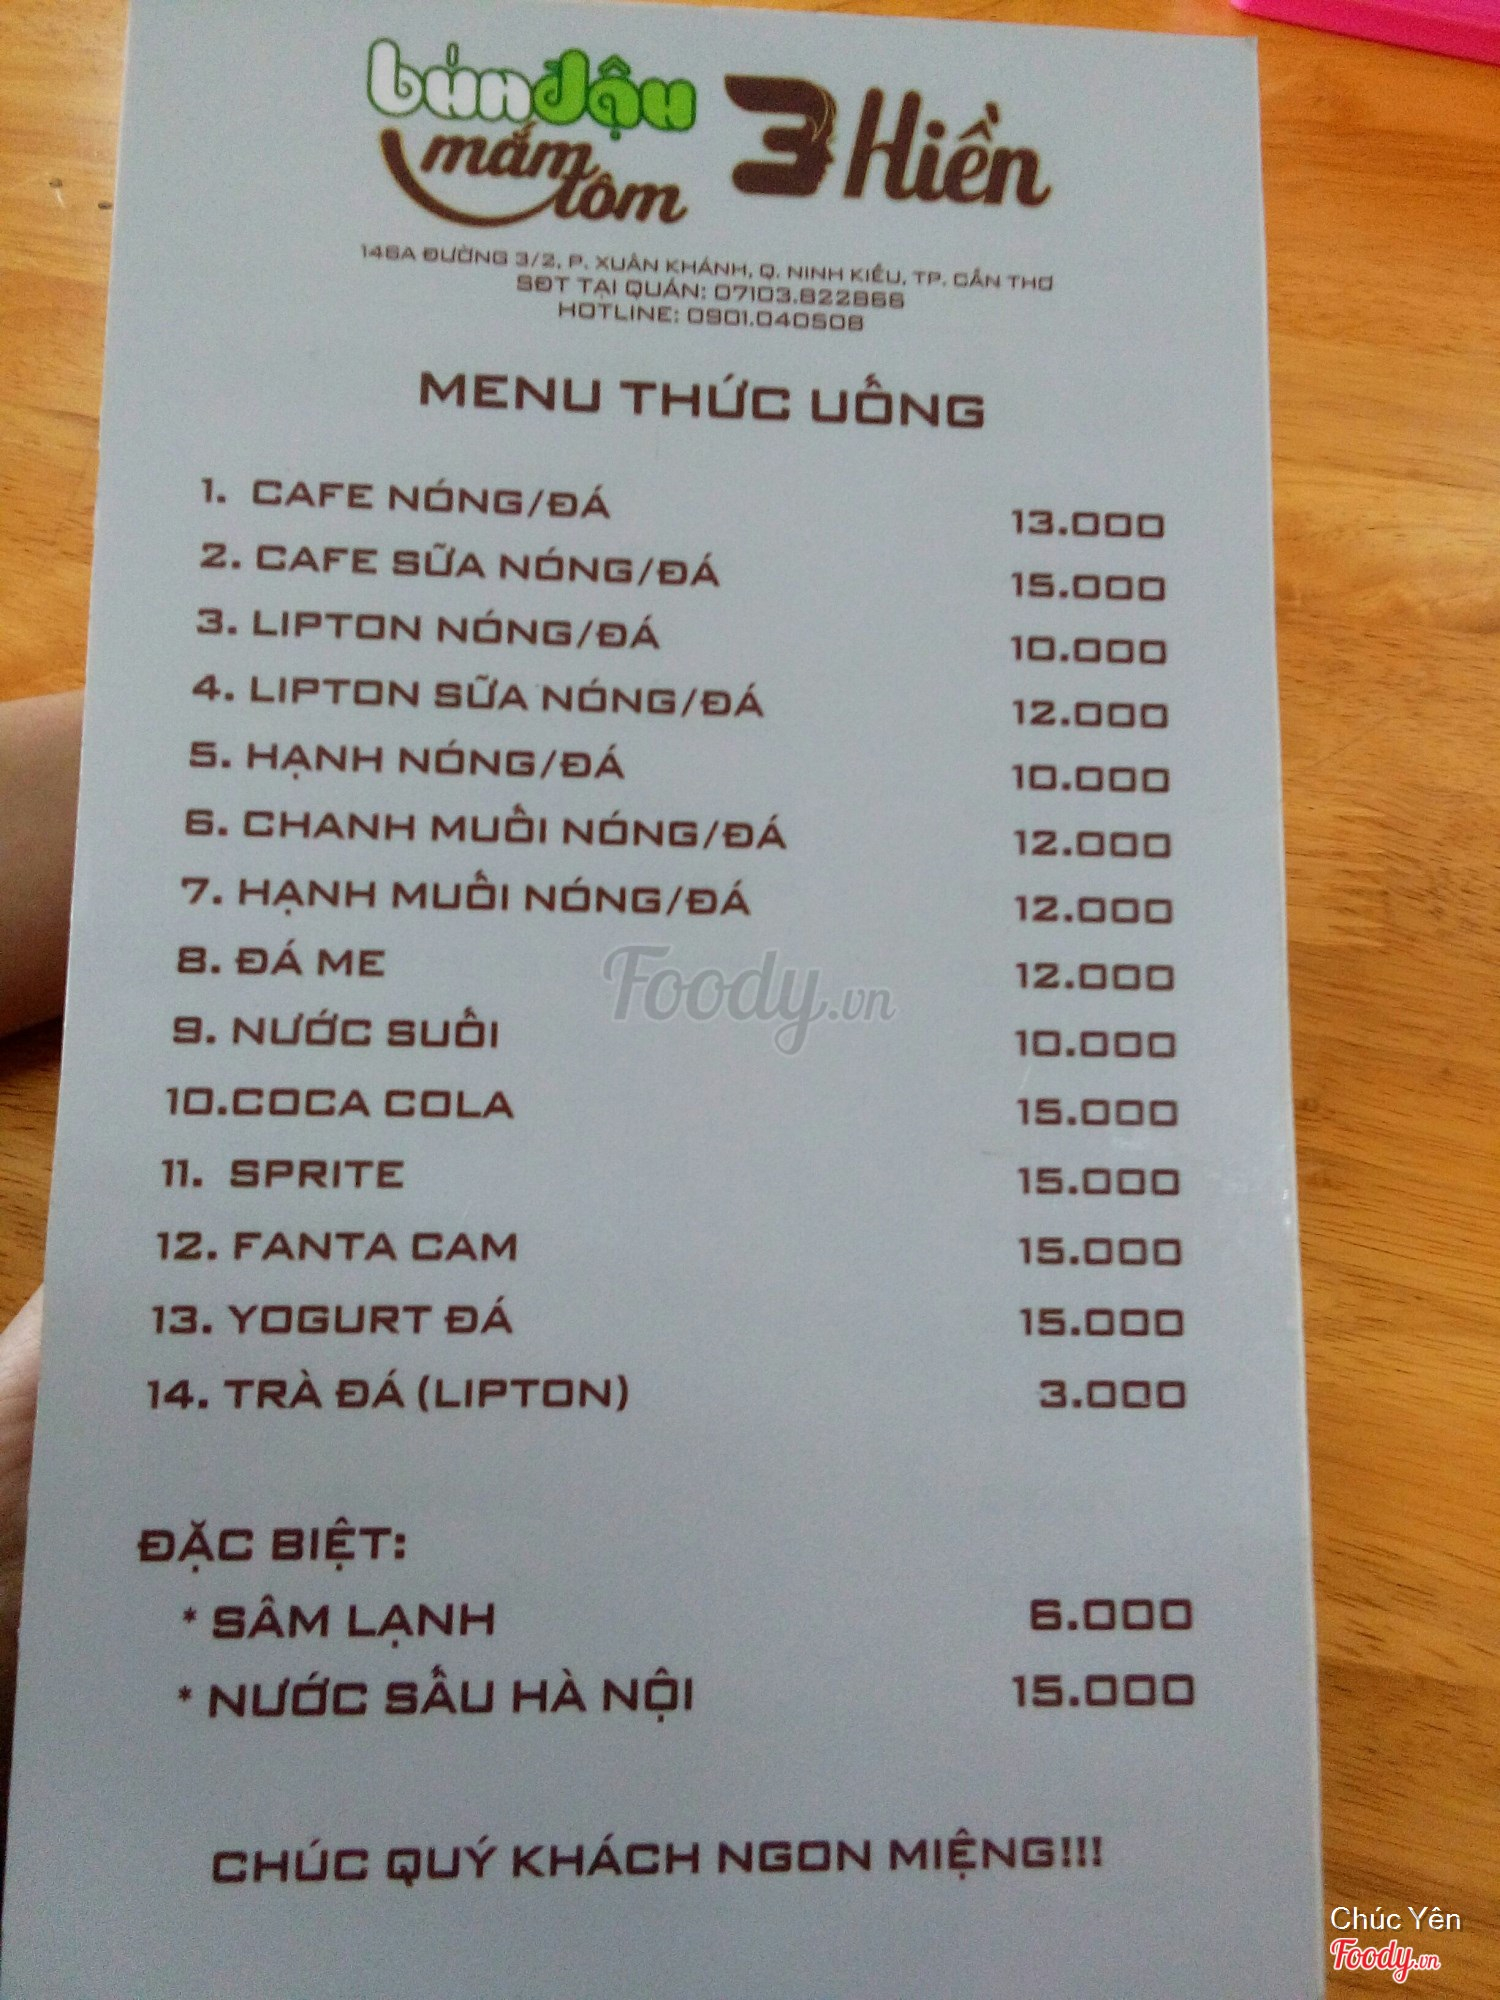 bún đậu
mắm tôm
3 Hiền
146A ĐƯỜNG 3/2, P. XUÂN KHÁNH, Q. NINH KIỀU, TP. CẦN THƠ
SĐT TẠI QUÁN: 07103.822866
HOTLINE: 0901.040508
MENU THỨC UỐNG
1. CAFE NÓNG/ĐÁ 13.000
2. CAFE SỮA NÓNG/ĐÁ 15.000
3. LIPTON NÓNG/ĐÁ 10.000
4. LIPTON SỮA NÓNG/ĐÁ 12.000
5. HẠNH NÓNG/ĐÁ 10.000
6. CHANH MUỐI NÓNG/ĐÁ 12.000
7. HẠNH MUỐI NÓNG/ĐÁ 12.000
8. ĐÁ ME 12.000
9. NƯỚC SUỐI 10.000
10.COCA COLA 15.000
11. SPRITE 15.000
12. FANTA CAM 15.000
13. YOGURT ĐÁ 15.000
14. TRÀ ĐÁ (LIPTON) 3.000
ĐẶC BIỆT:
* SÂM LẠNH 6.000
* NƯỚC SẤU HÀ NỘI 15.000
CHÚC QUÝ KHÁCH NGON MIỆNG!!!
Foody.vn
Chúc Yên
Foody.vn